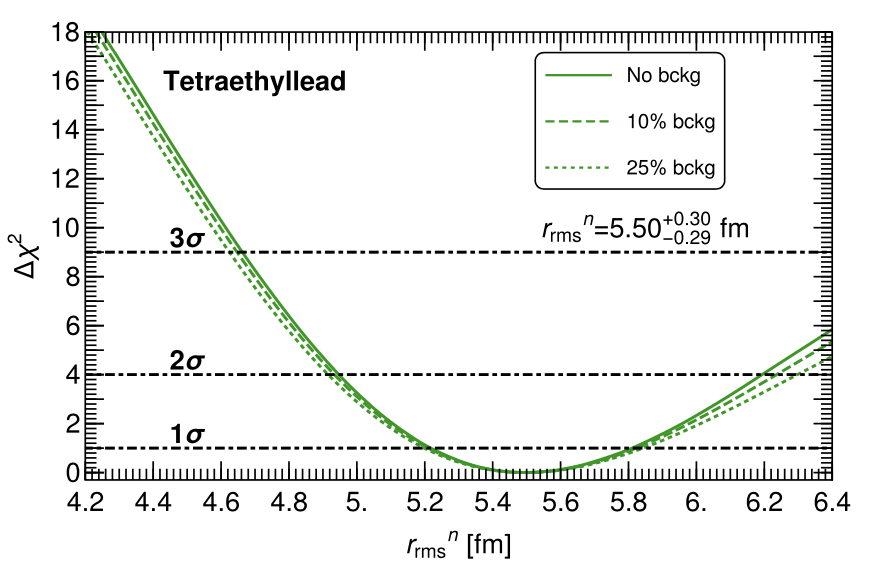 18
16
14
12
10
8
6
4
2
0
Δχ²
Tetraethyllead
No bckg
10% bckg
25% bckg
r_rms^n=5.50^{+0.30}_{−0.29} fm
3σ
2σ
1σ
4.2 4.4 4.6 4.8 5. 5.2 5.4 5.6 5.8 6. 6.2 6.4
r_rms^n [fm]